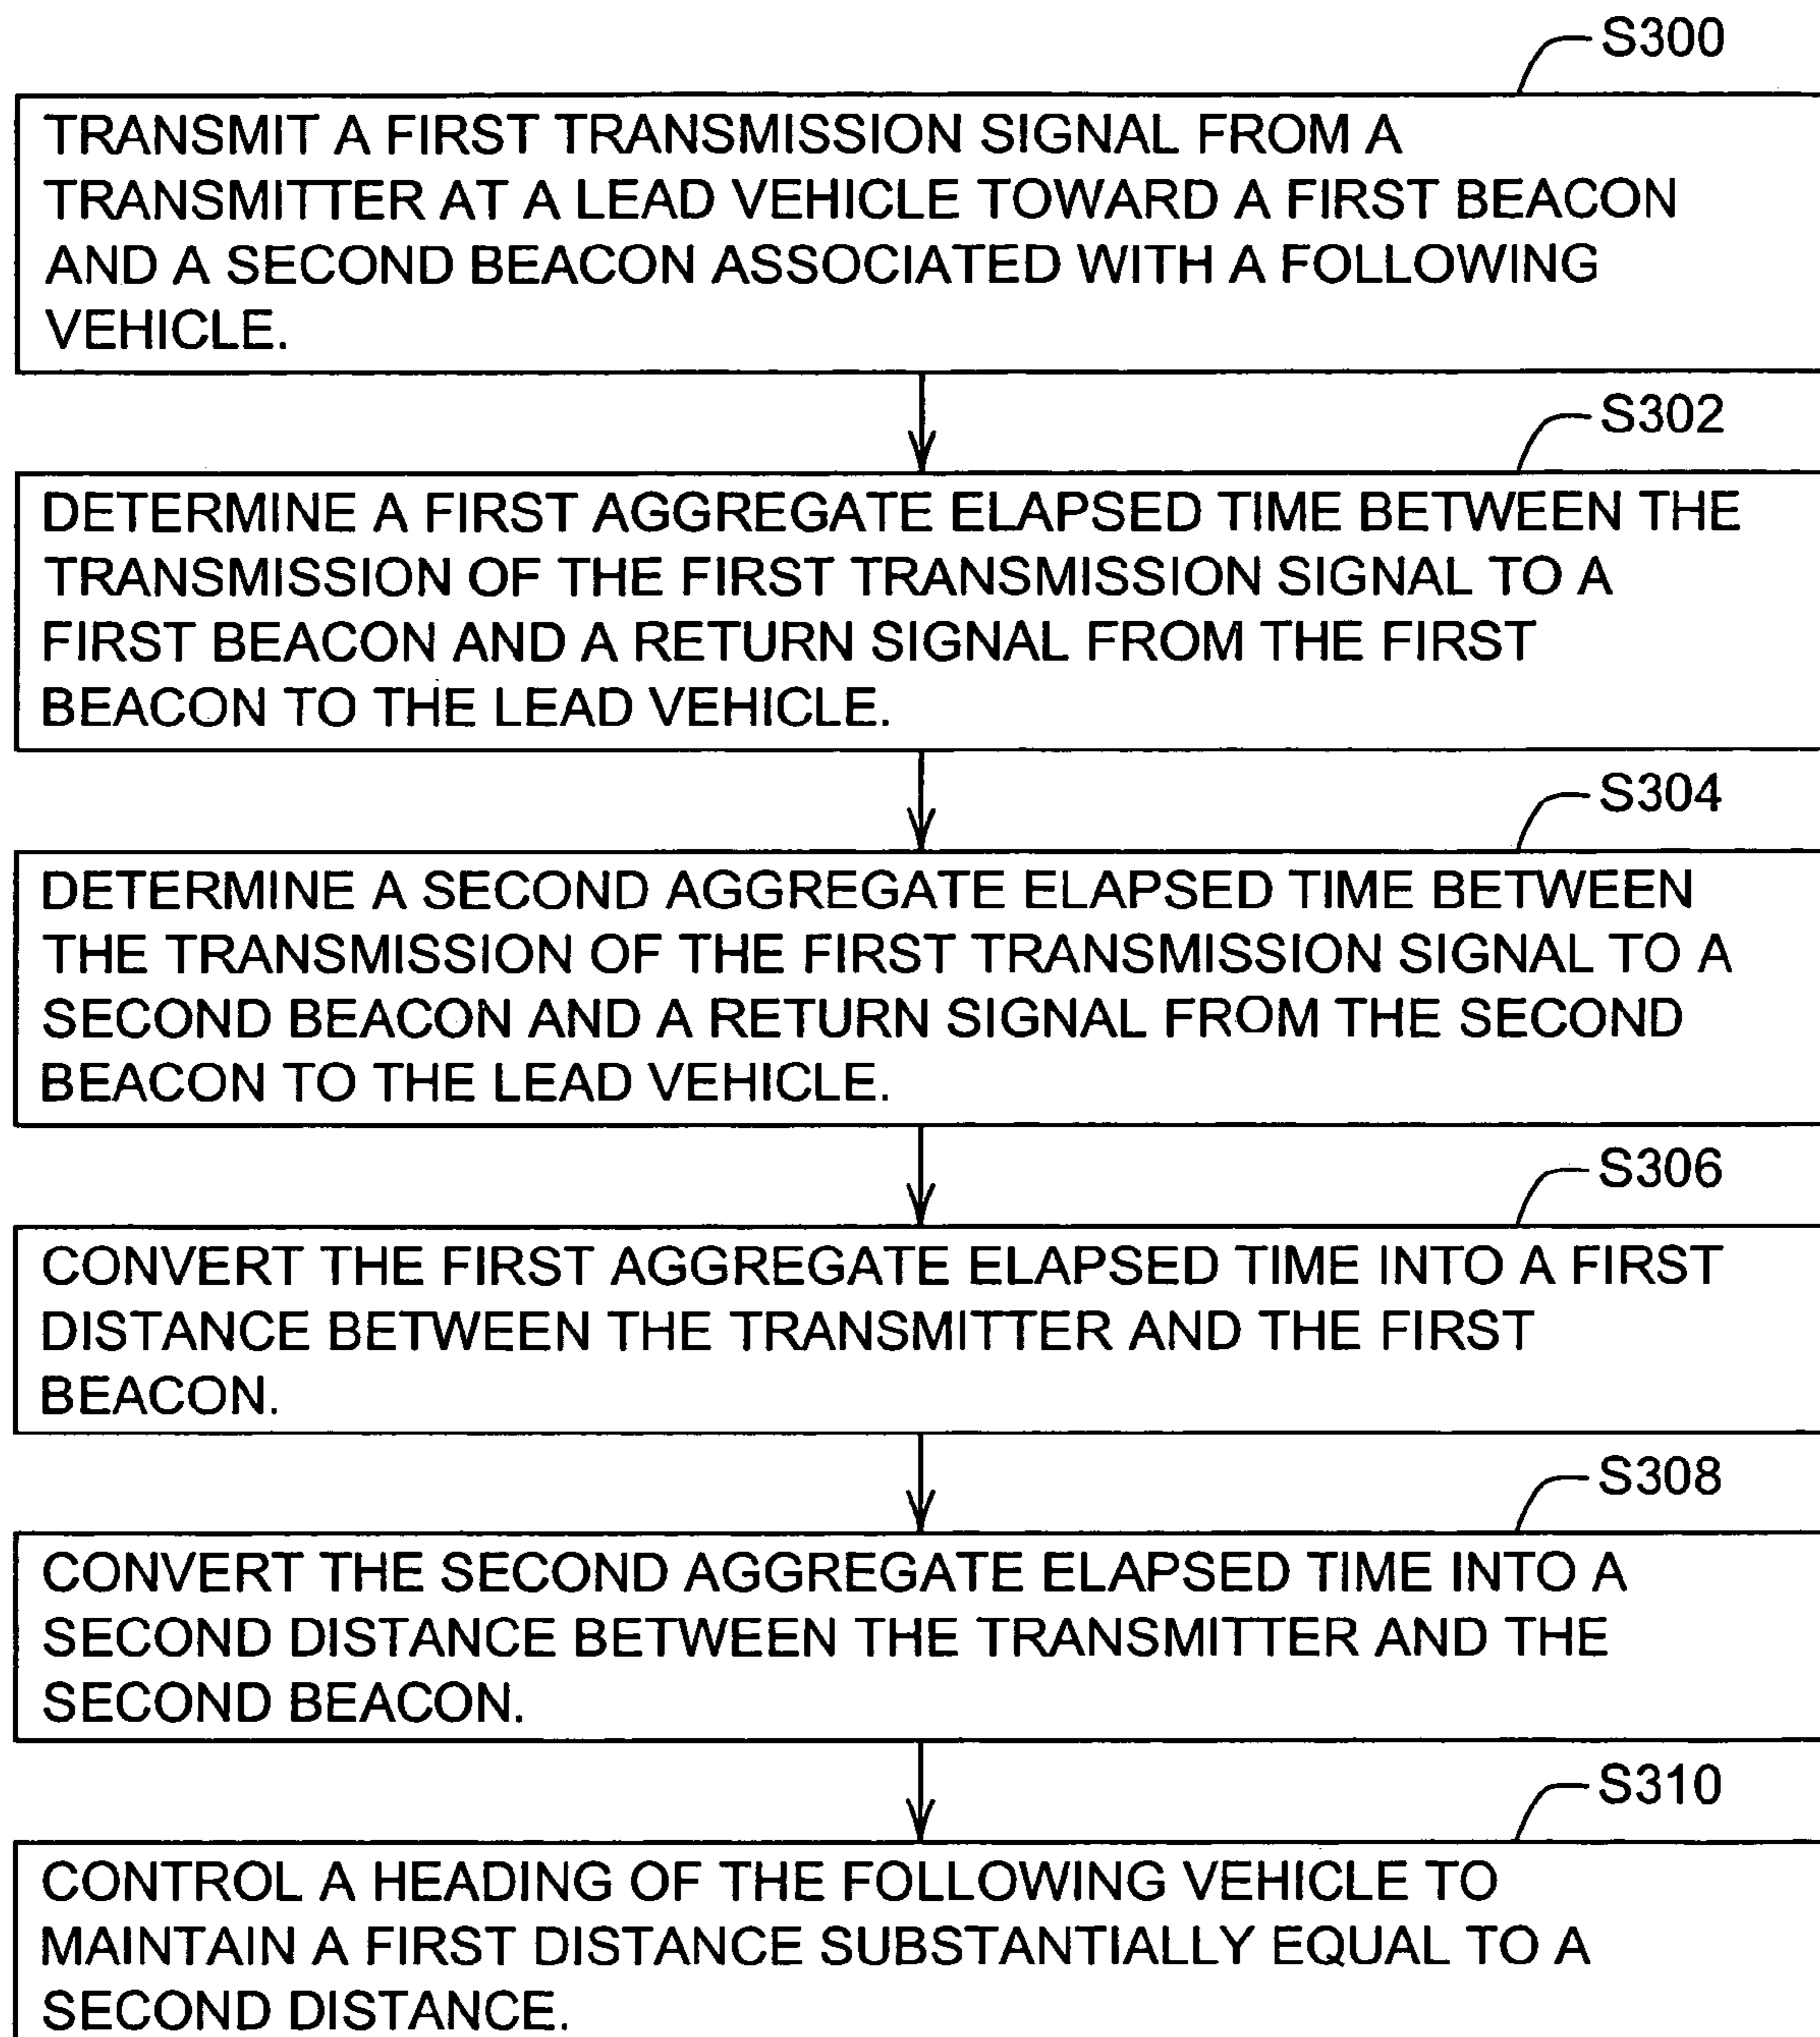 S300
TRANSMIT A FIRST TRANSMISSION SIGNAL FROM A
TRANSMITTER AT A LEAD VEHICLE TOWARD A FIRST BEACON
AND A SECOND BEACON ASSOCIATED WITH A FOLLOWING
VEHICLE.
S302
DETERMINE A FIRST AGGREGATE ELAPSED TIME BETWEEN THE
TRANSMISSION OF THE FIRST TRANSMISSION SIGNAL TO A
FIRST BEACON AND A RETURN SIGNAL FROM THE FIRST
BEACON TO THE LEAD VEHICLE.
S304
DETERMINE A SECOND AGGREGATE ELAPSED TIME BETWEEN
THE TRANSMISSION OF THE FIRST TRANSMISSION SIGNAL TO A
SECOND BEACON AND A RETURN SIGNAL FROM THE SECOND
BEACON TO THE LEAD VEHICLE.
S306
CONVERT THE FIRST AGGREGATE ELAPSED TIME INTO A FIRST
DISTANCE BETWEEN THE TRANSMITTER AND THE FIRST
BEACON.
S308
CONVERT THE SECOND AGGREGATE ELAPSED TIME INTO A
SECOND DISTANCE BETWEEN THE TRANSMITTER AND THE
SECOND BEACON.
S310
CONTROL A HEADING OF THE FOLLOWING VEHICLE TO
MAINTAIN A FIRST DISTANCE SUBSTANTIALLY EQUAL TO A
SECOND DISTANCE.